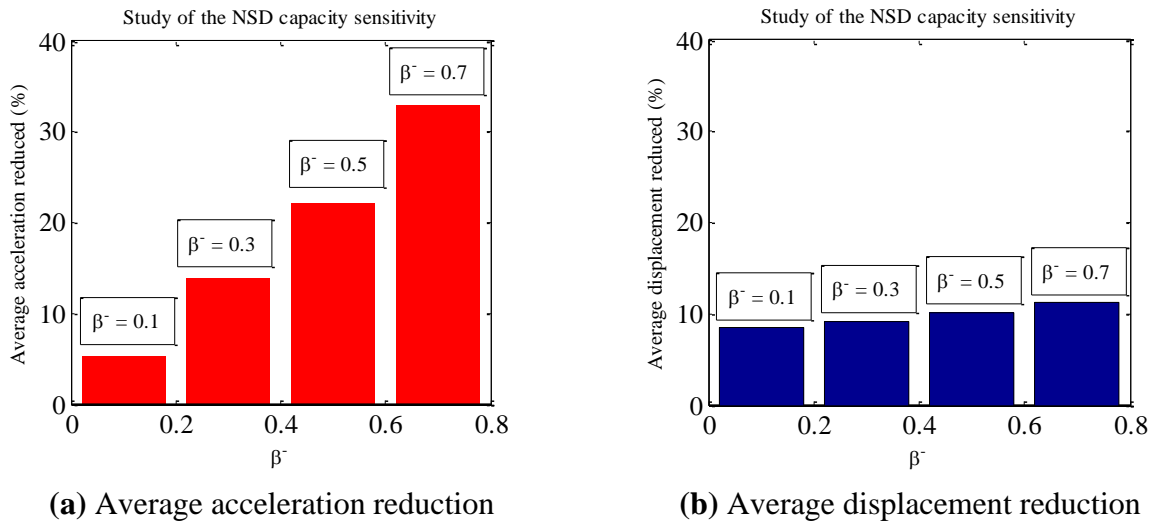 Study of the NSD capacity sensitivity
40
30
20
10
0
Average acceleration reduced (%)
β- = 0.1
β- = 0.3
β- = 0.5
β- = 0.7
0 0.2 0.4 0.6 0.8
β-
(a) Average acceleration reduction
Study of the NSD capacity sensitivity
40
30
20
10
0
Average displacement reduced (%)
β- = 0.1
β- = 0.3
β- = 0.5
β- = 0.7
0 0.2 0.4 0.6 0.8
β-
(b) Average displacement reduction